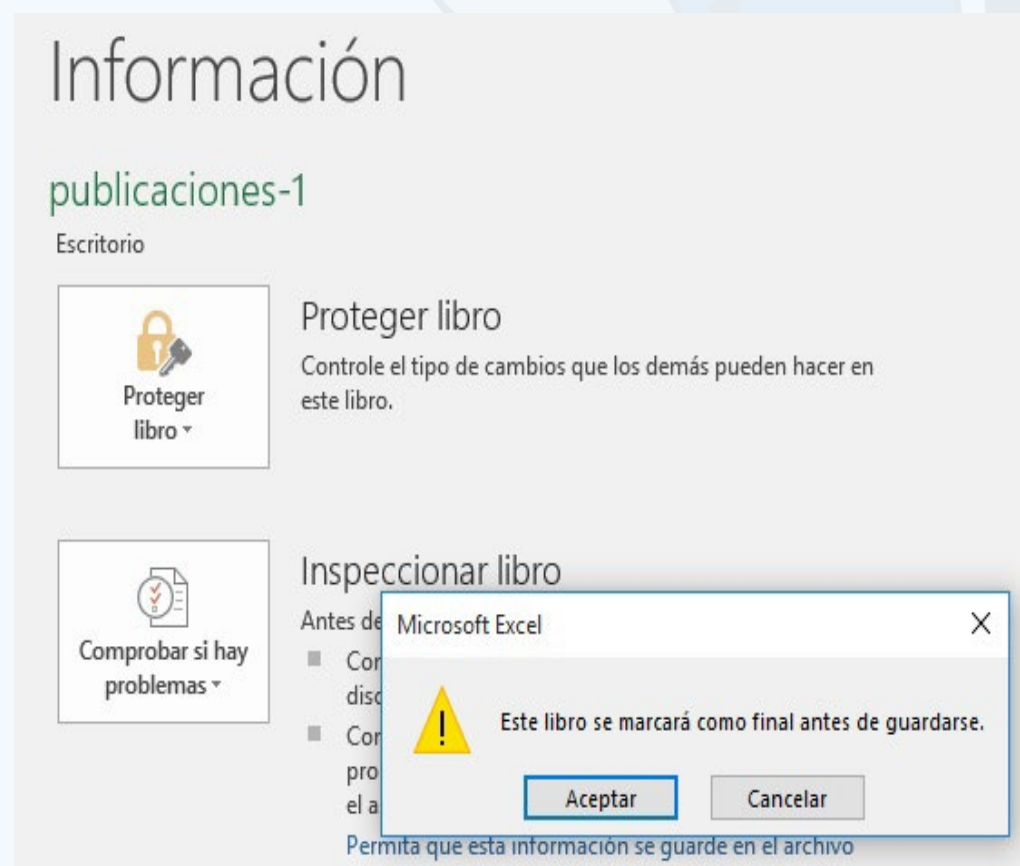 Información
publicaciones-1
Escritorio
Proteger
libro
Proteger libro
Controle el tipo de cambios que los demás pueden hacer en
este libro.
Comprobar si hay
problemas
Inspeccionar libro
Antes de
Microsoft Excel
Este libro se marcará como final antes de guardarse.
Aceptar
Cancelar
el a
Permita que esta información se guarde en el archivo